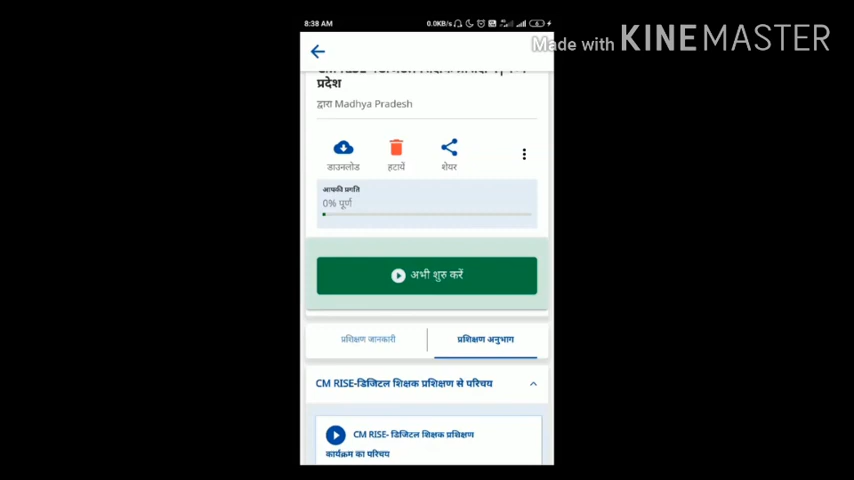 8:38 AM
0.0KB/s
Made with KINEMASTER
प्रदेश
द्वारा Madhya Pradesh
डाउनलोड
हटायें
शेयर
आपकी प्रगति
0% पूर्ण
अभी शुरु करें
प्रशिक्षण जानकारी
प्रशिक्षण अनुभाग
CM RISE-डिजिटल शिक्षक प्रशिक्षण से परिचय
CM RISE- डिजिटल शिक्षक प्रशिक्षण
कार्यक्रम का परिचय